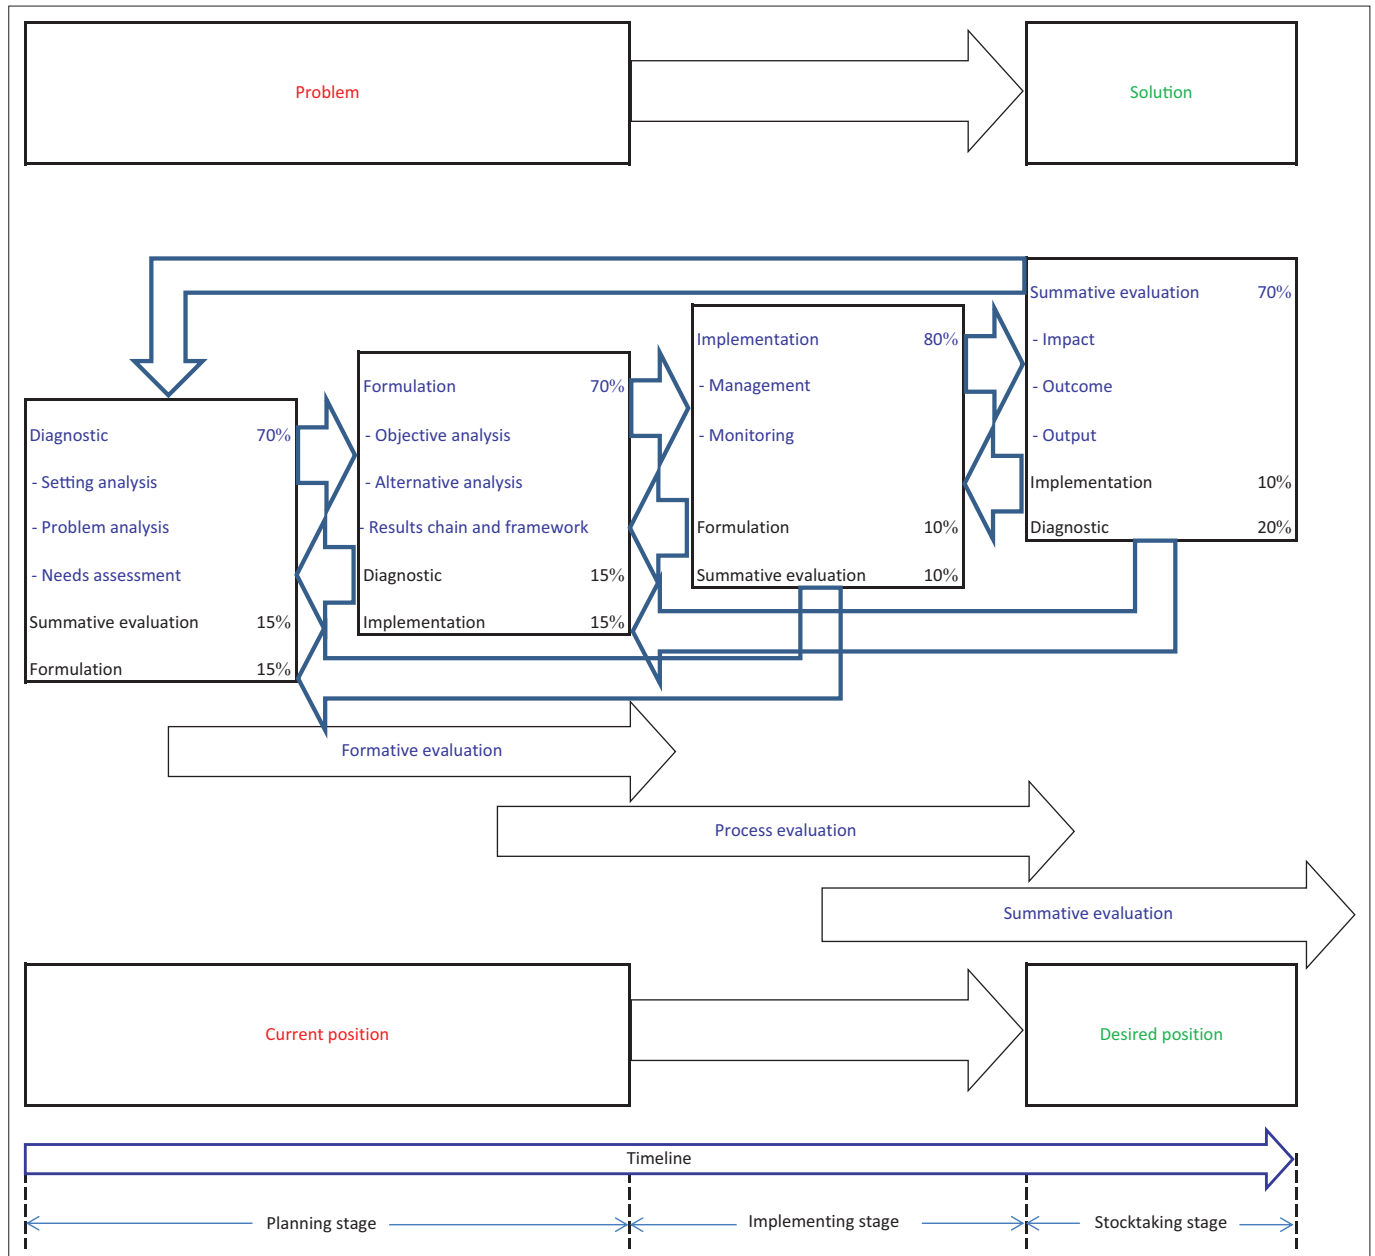 Problem
Solution
Diagnostic 70%
- Setting analysis
- Problem analysis
- Needs assessment
Summative evaluation 15%
Formulation 15%
Formulation 70%
- Objective analysis
- Alternative analysis
- Results chain and framework
Diagnostic 15%
Implementation 15%
Implementation 80%
- Management
- Monitoring
Formulation 10%
Summative evaluation 10%
Summative evaluation 70%
- Impact
- Outcome
- Output
Implementation 10%
Diagnostic 20%
Formative evaluation
Process evaluation
Summative evaluation
Current position
Desired position
Timeline
Planning stage
Implementing stage
Stocktaking stage